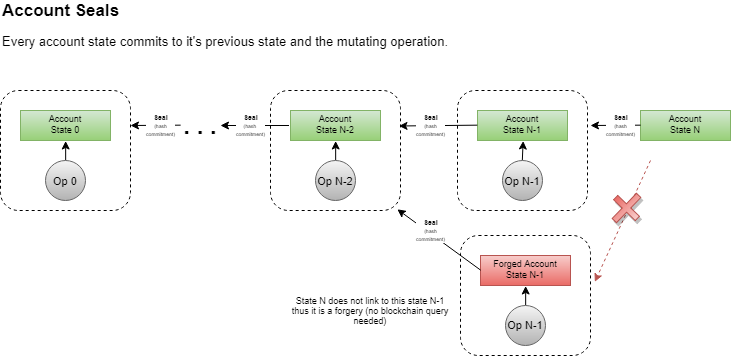 Account Seals
Every account state commits to it's previous state and the mutating operation.
Account
State 0
Seal
(hash
commitment)
. . .
Seal
(hash
commitment)
Account
State N-2
Seal
(hash
commitment)
Account
State N-1
Seal
(hash
commitment)
Account
State N
Op 0
Op N-2
Op N-1
Seal
(hash
commitment)
Forged Account
State N-1
State N does not link to this state N-1
thus it is a forgery (no blockchain query
needed)
Op N-1